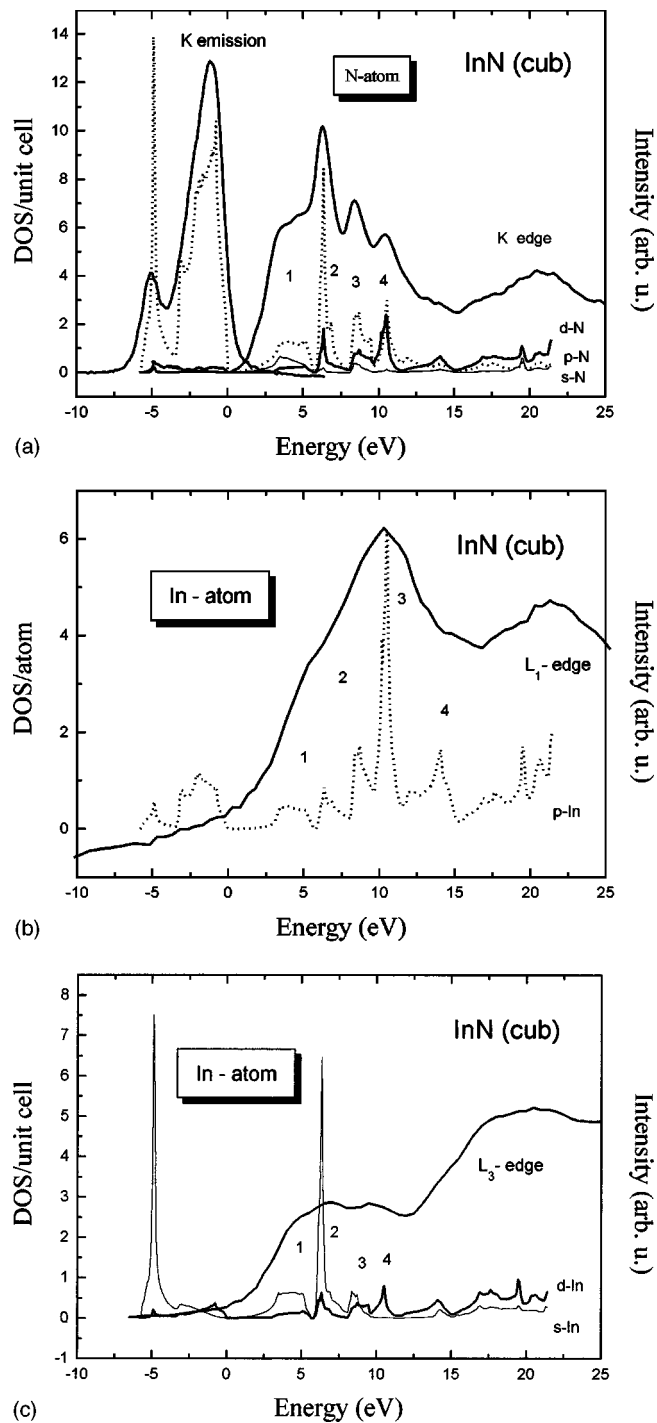 K emission
N-atom
InN (cub)
DOS/unit cell
14
12
10
8
6
4
2
0
1
2
3
4
K edge
d-N
p-N
s-N
Intensity (arb. u.)
-10 -5 0 5 10 15 20 25
(a)
Energy (eV)
InN (cub)
In - atom
DOS/atom
6
4
2
0
1
2
3
4
L1- edge
p-In
Intensity (arb. u.)
-10 -5 0 5 10 15 20 25
(b)
Energy (eV)
InN (cub)
In - atom
DOS/unit cell
8
7
6
5
4
3
2
1
0
-1
1
2
3
4
L3- edge
d-In
s-In
Intensity (arb. u.)
-10 -5 0 5 10 15 20 25
(c)
Energy (eV)